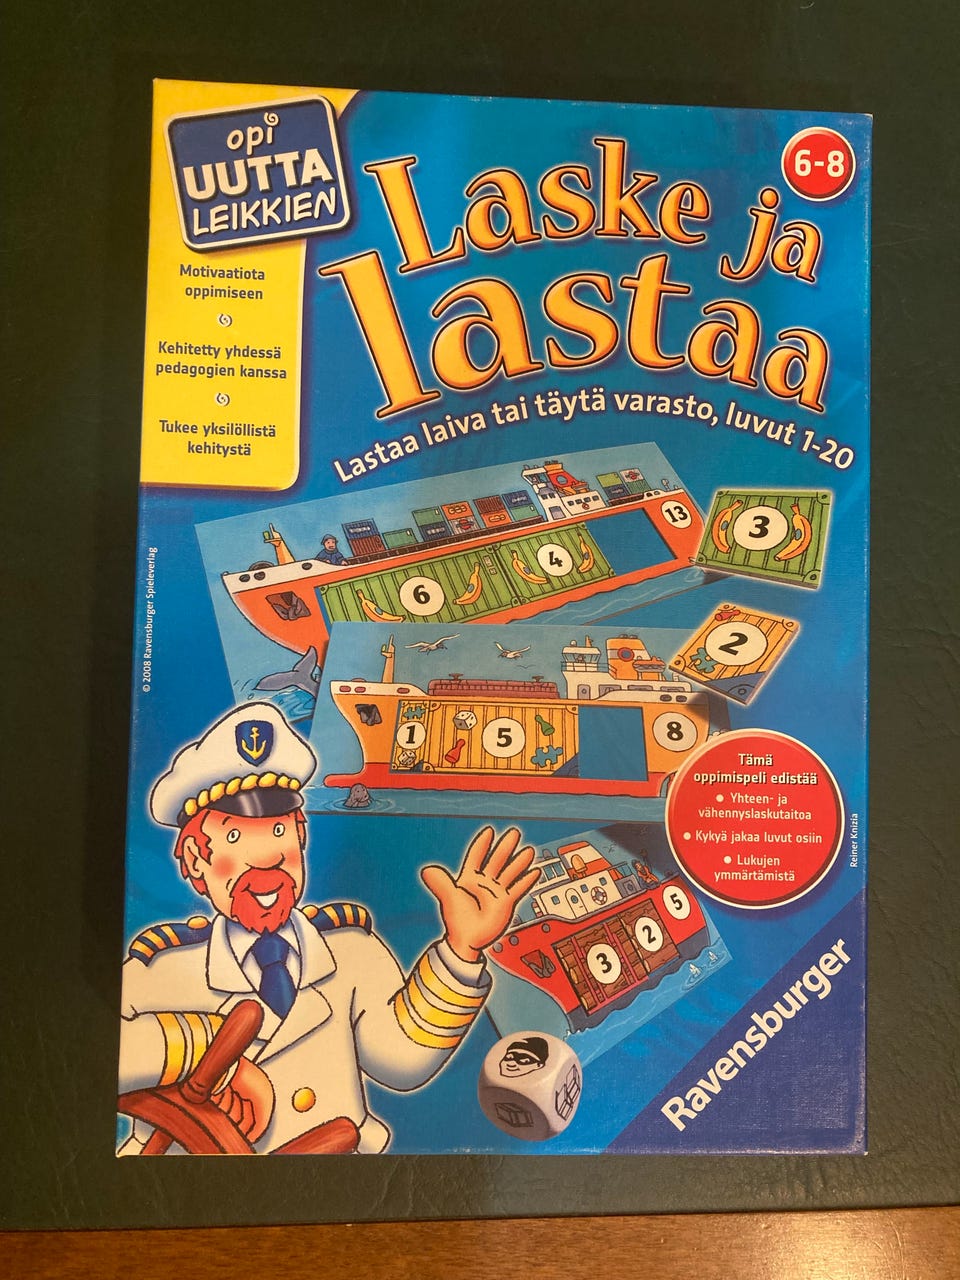 opi
UUTTA
LEIKKIEN
Motivaatiota
oppimiseen
Kehitetty yhdessä
pedagogien kanssa
Tukee yksilöllistä
kehitystä
6-8
Laske ja
lastaa
Lastaa laiva tai täytä varasto, luvut 1-20
13
3
4
6
2
1
5
8
Tämä
oppimispeli edistää
• Yhteen- ja
vähennyslaskutaitoa
• Kykyä jakaa luvut osiin
• Lukujen
ymmärtämistä
5
2
3
© 2008 Ravensburger Spieleverlag
Reiner Knizia
Ravensburger